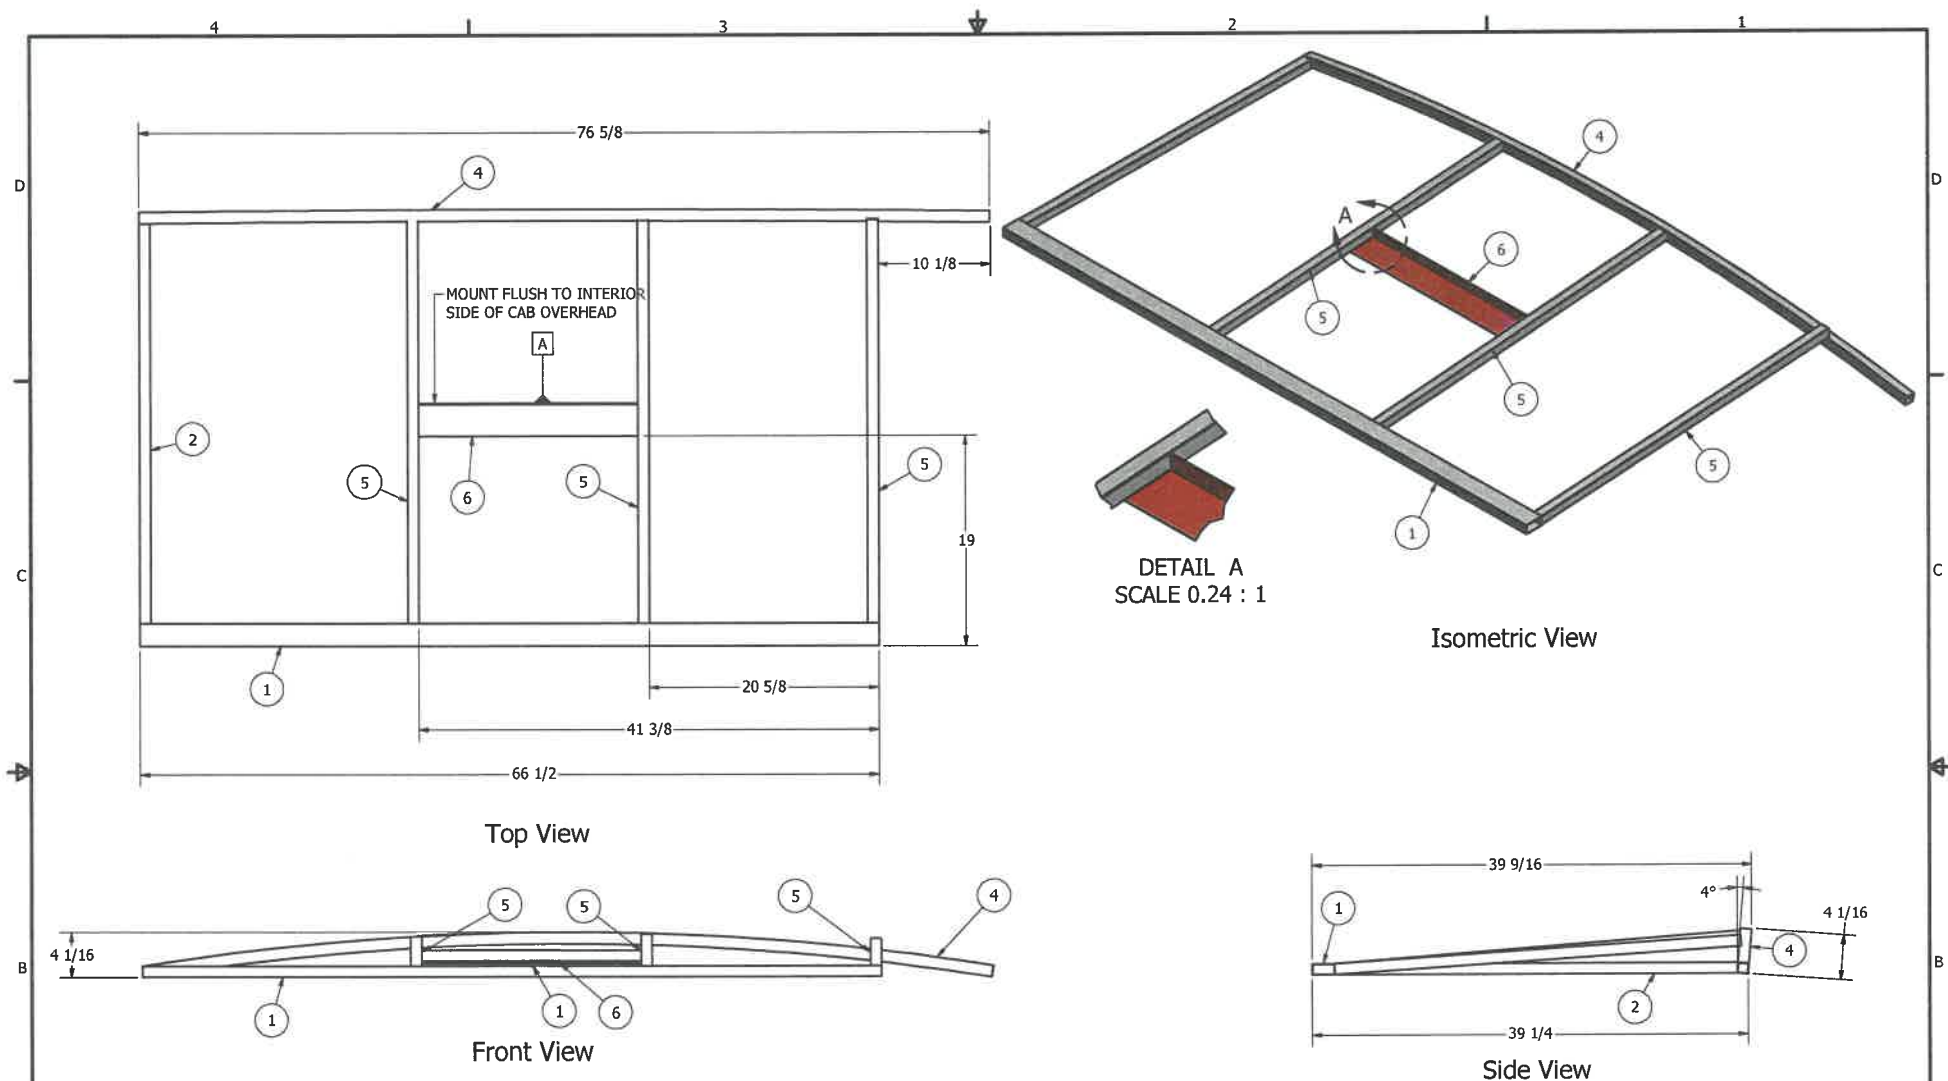 4 3 2 1
76 5/8
4
4
D
D
A
10 1/8
6
MOUNT FLUSH TO INTERIOR
SIDE OF CAB OVERHEAD
A
5
5
2
5
6
5
5
5
1
19
DETAIL A
SCALE 0.24 : 1
C
C
Isometric View
1
20 5/8
41 3/8
66 1/2
Top View
39 9/16
4°
5
5
5
4
1
4 1/16
4 1/16
4
B
B
1
1
6
2
39 1/4
Front View
Side View